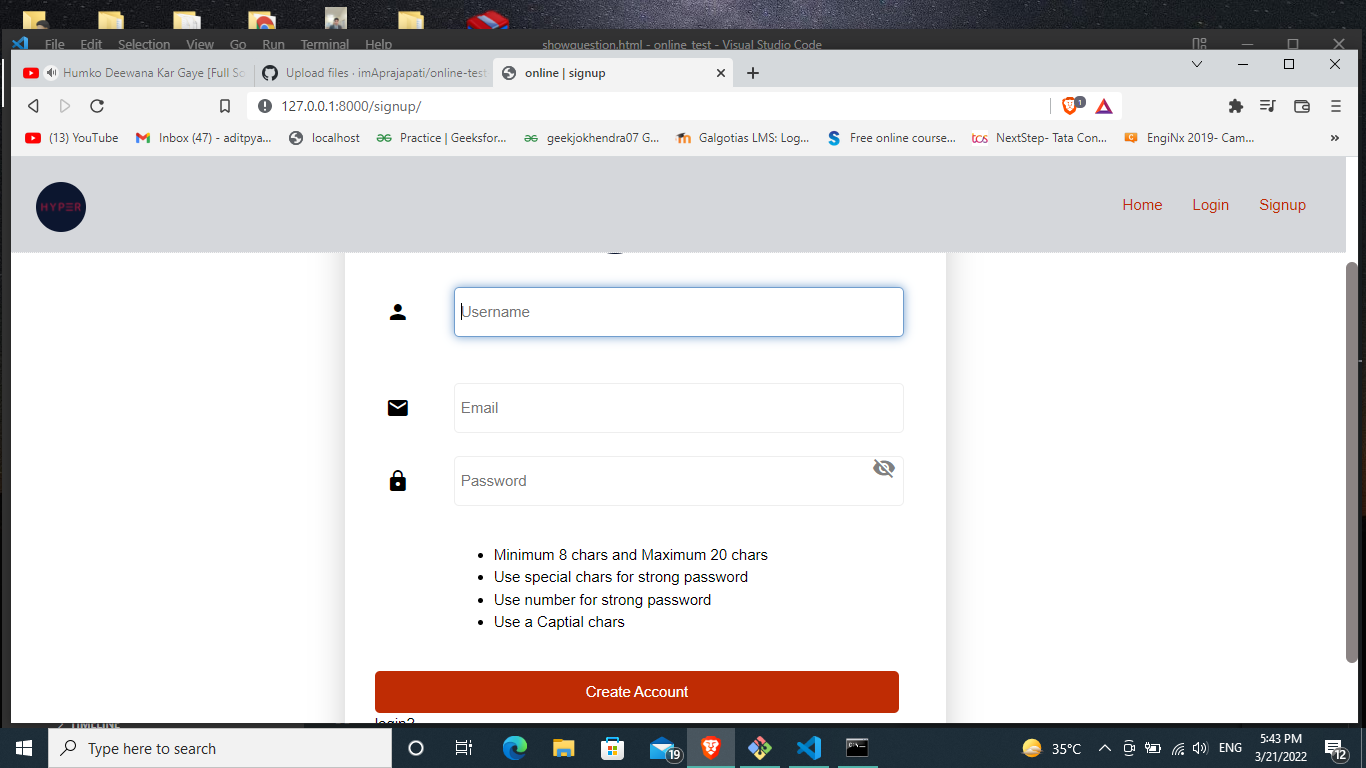 File Edit Selection View Go Run Terminal Help
showquestion.html - online_test - Visual Studio Code
Humko Deewana Kar Gaye [Full So
Upload files · imAprajapati/online-test
online | signup
127.0.0.1:8000/signup/
1
(13) YouTube
Inbox (47) - aditpya...
localhost
Practice | Geeksfor...
geekjokhendra07 G...
Galgotias LMS: Log...
Free online course...
tcs
NextStep- Tata Con...
EngiNx 2019- Cam...
»
HYPER
Home
Login
Signup
Username
Email
Password
• Minimum 8 chars and Maximum 20 chars
• Use special chars for strong password
• Use number for strong password
• Use a Captial chars
Create Account
login?
TIMELINE
Type here to search
19
35°C
ENG
5:43 PM
3/21/2022
12